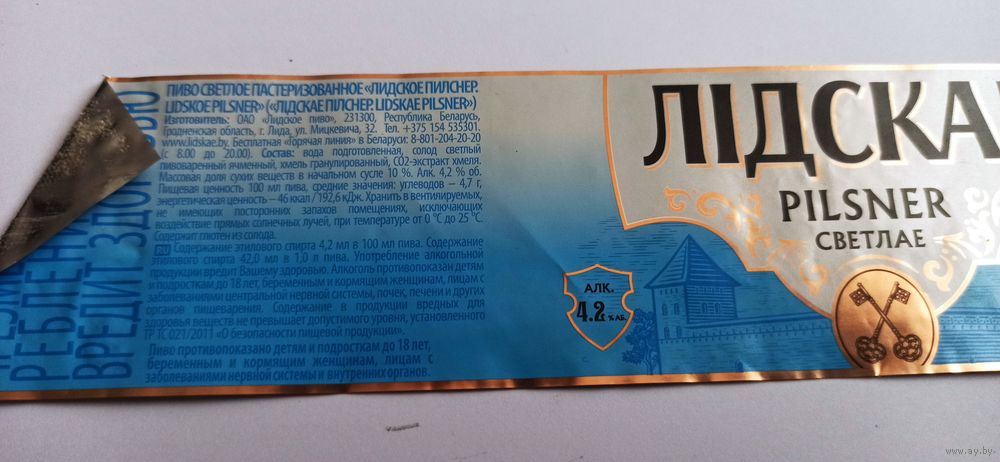 ПИВО СВЕТЛОЕ ПАСТЕРИЗОВАННОЕ «ЛИДСКОЕ ПИЛСНЕР.
LIDSKOE PILSNER» («ЛІДСКАЕ ПІЛСНЕР. LIDSKAE PILSNER»)
Изготовитель: ОАО «Лидское пиво», 231300, Республика Беларусь,
Гродненская область, г. Лида, ул. Мицкевича, 32. Тел. +375 154 535301.
www.lidskae.by. Бесплатная «Горячая линия» в Беларуси: 8-801-204-20-20
(с 8.00 до 20.00). Состав: вода подготовленная, солод светлый
пивоваренный ячменный, хмель гранулированный, СО2-экстракт хмеля.
Массовая доля сухих веществ в начальном сусле 10 %. Алк. 4,2 % об.
Пищевая ценность 100 мл пива, средние значения: углеводов – 4,7 г,
энергетическая ценность – 46 ккал / 192,6 кДж. Хранить в вентилируемых,
не имеющих посторонних запахов помещениях, исключающих
воздействие прямых солнечных лучей, при температуре от 0 °С до 25 °С.
Содержит глютен из солода.
RU Содержание этилового спирта 4,2 мл в 100 мл пива. Содержание
этилового спирта 42,0 мл в 1,0 л пива. Употребление алкогольной
продукции вредит Вашему здоровью. Алкоголь противопоказан детям
и подросткам до 18 лет, беременным и кормящим женщинам, лицам с
заболеваниями центральной нервной системы, почек, печени и других
органов пищеварения. Содержание в продукции вредных для
здоровья веществ не превышает допустимого уровня, установленного
ТР ТС 021/2011 «О безопасности пищевой продукции».
Пиво противопоказано детям и подросткам до 18 лет,
беременным и кормящим женщинам, лицам с
заболеваниями нервной системы и внутренних органов.
РЕБЛЕН
ВРЕДИТ ЗДОР
ЛІДСКА
PILSNER
СВЕТЛАЕ
АЛК.
4.2 % АБ.
www.ay.by